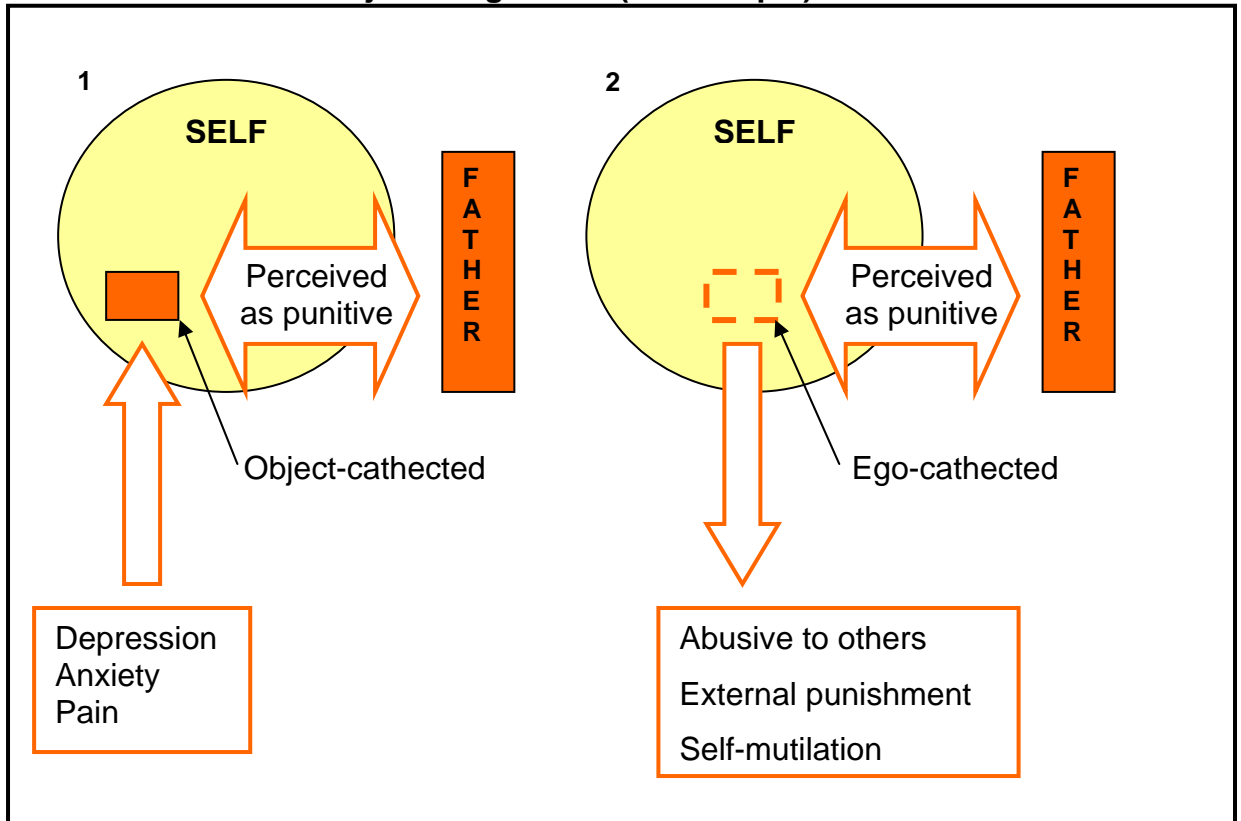 1
SELF
F
A
T
H
E
R
Perceived
as punitive
Object-cathected
Depression
Anxiety
Pain
2
SELF
F
A
T
H
E
R
Perceived
as punitive
Ego-cathected
Abusive to others
External punishment
Self-mutilation